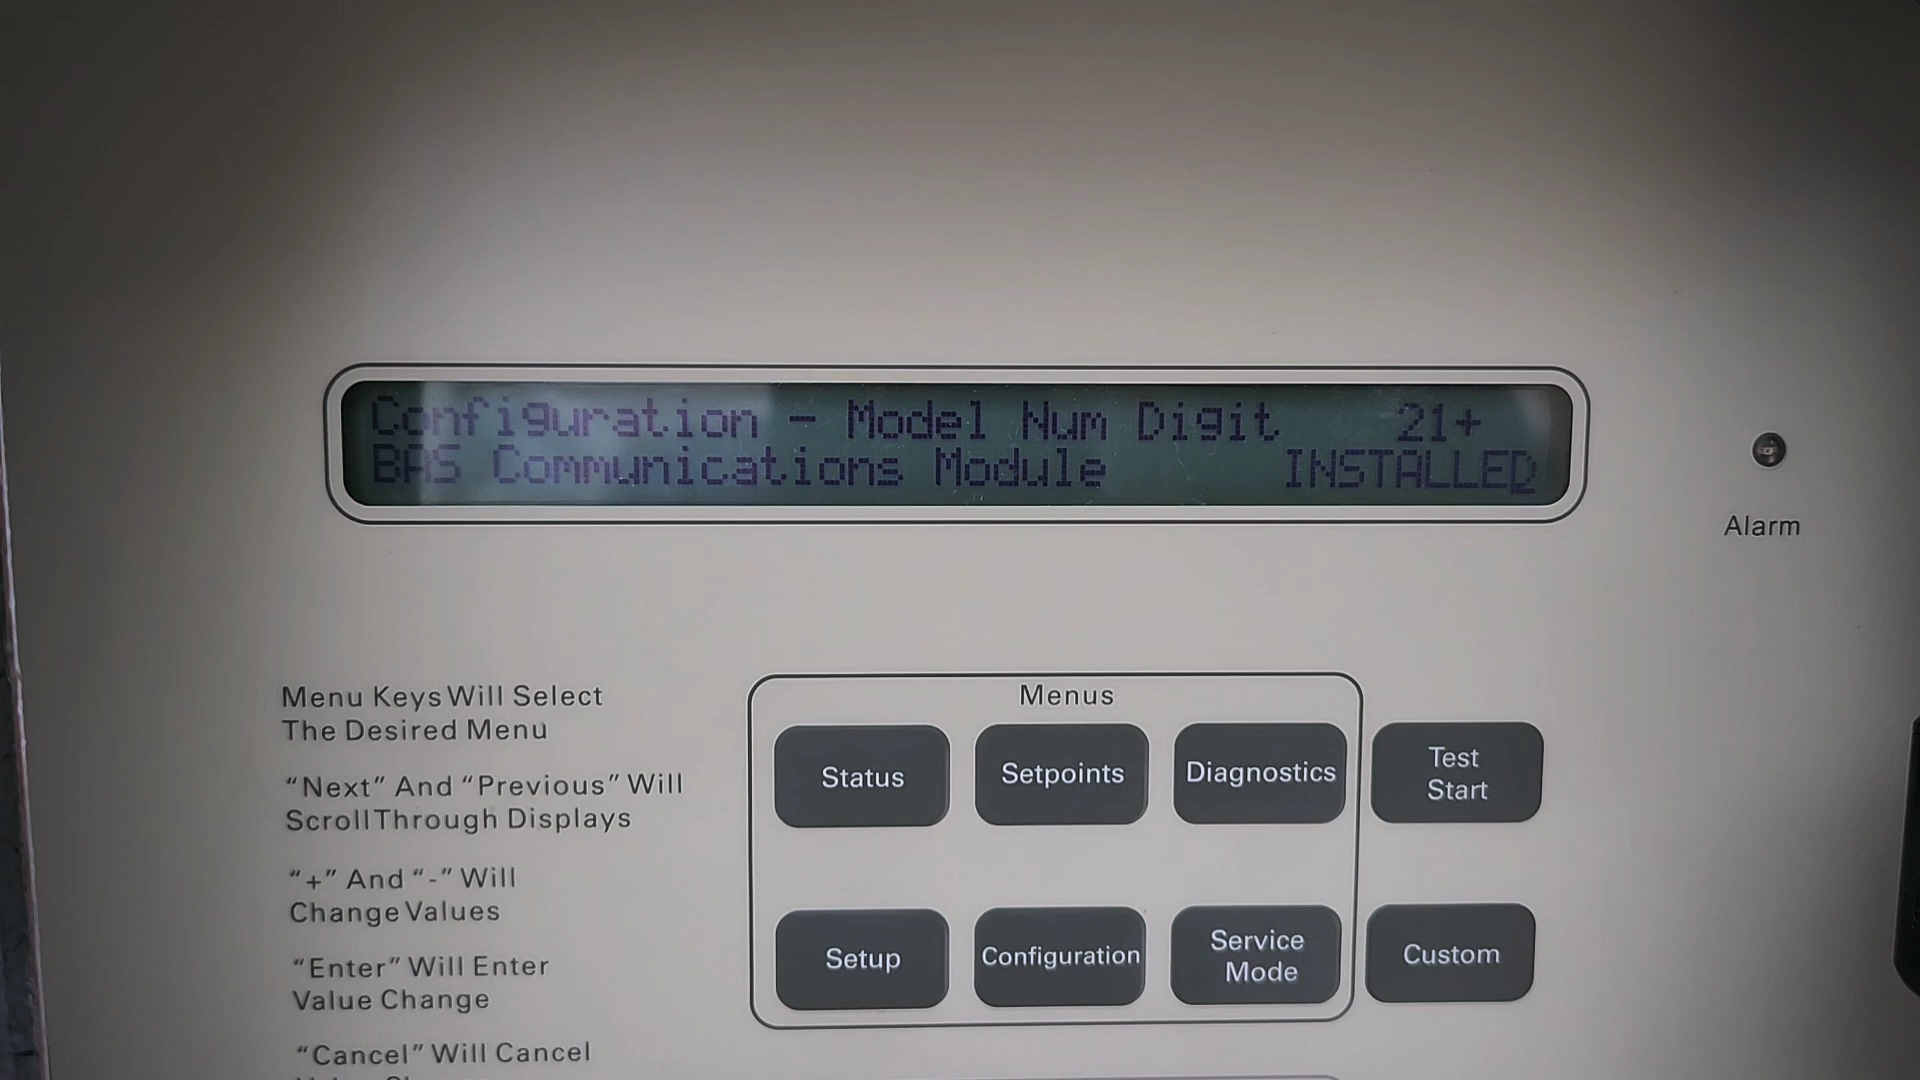 Configuration - Model Num Digit 21+
BAS Communications Module INSTALLED
Alarm
Menu Keys Will Select
The Desired Menu
“Next” And “Previous” Will
Scroll Through Displays
“+” And “-” Will
Change Values
“Enter” Will Enter
Value Change
“Cancel” Will Cancel
Menus
Status
Setpoints
Diagnostics
Test
Start
Setup
Configuration
Service
Mode
Custom